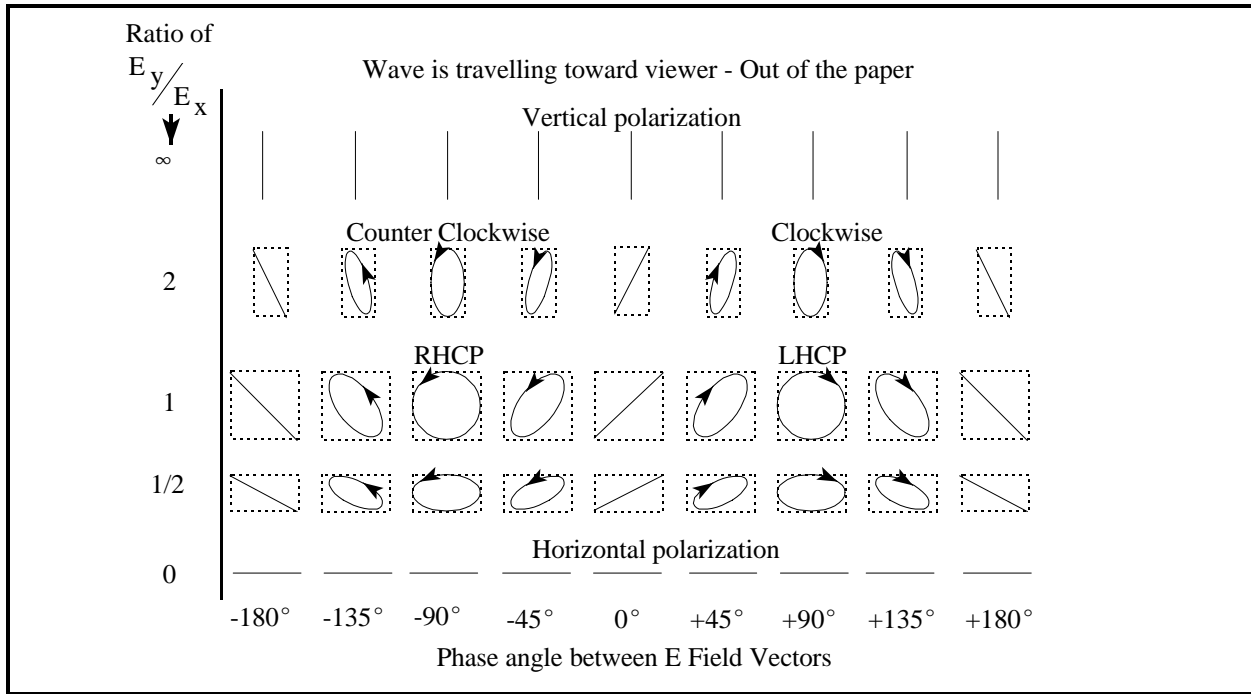 Ratio of
E y/E x
Wave is travelling toward viewer - Out of the paper
Vertical polarization
∞
Counter Clockwise
Clockwise
2
RHCP
LHCP
1
1/2
Horizontal polarization
0
-180° -135° -90° -45° 0° +45° +90° +135° +180°
Phase angle between E Field Vectors